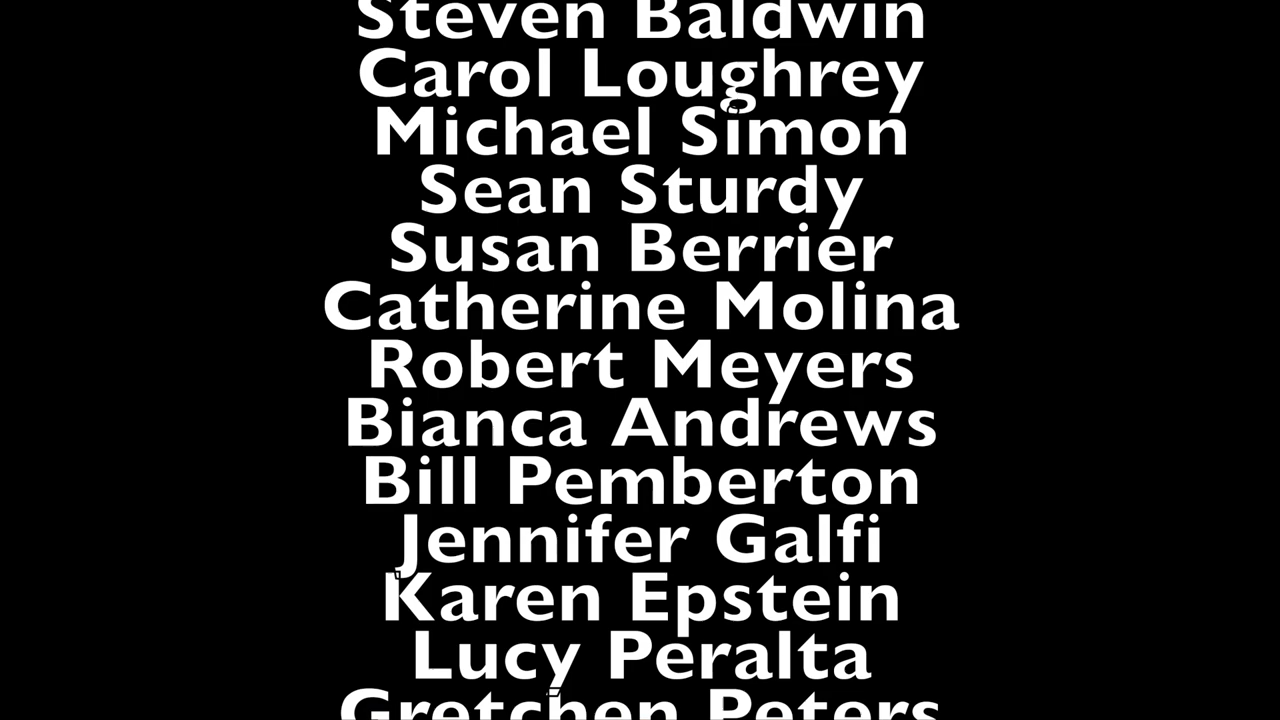 Steven Baldwin
Carol Loughrey
Michael Simon
Sean Sturdy
Susan Berrier
Catherine Molina
Robert Meyers
Bianca Andrews
Bill Pemberton
Jennifer Galfi
Karen Epstein
Lucy Peralta
Gretchen Peters